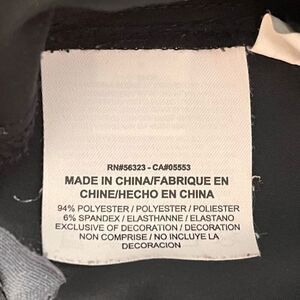 RN#56323 - CA#05553
MADE IN CHINA/FABRIQUE EN
CHINE/HECHO EN CHINA
94% POLYESTER / POLYESTER / POLIESTER
6% SPANDEX / ELASTHANNE / ELASTANO
EXCLUSIVE OF DECORATION / DECORATION
NON COMPRISE / NO INCLUYE LA
DECORACION